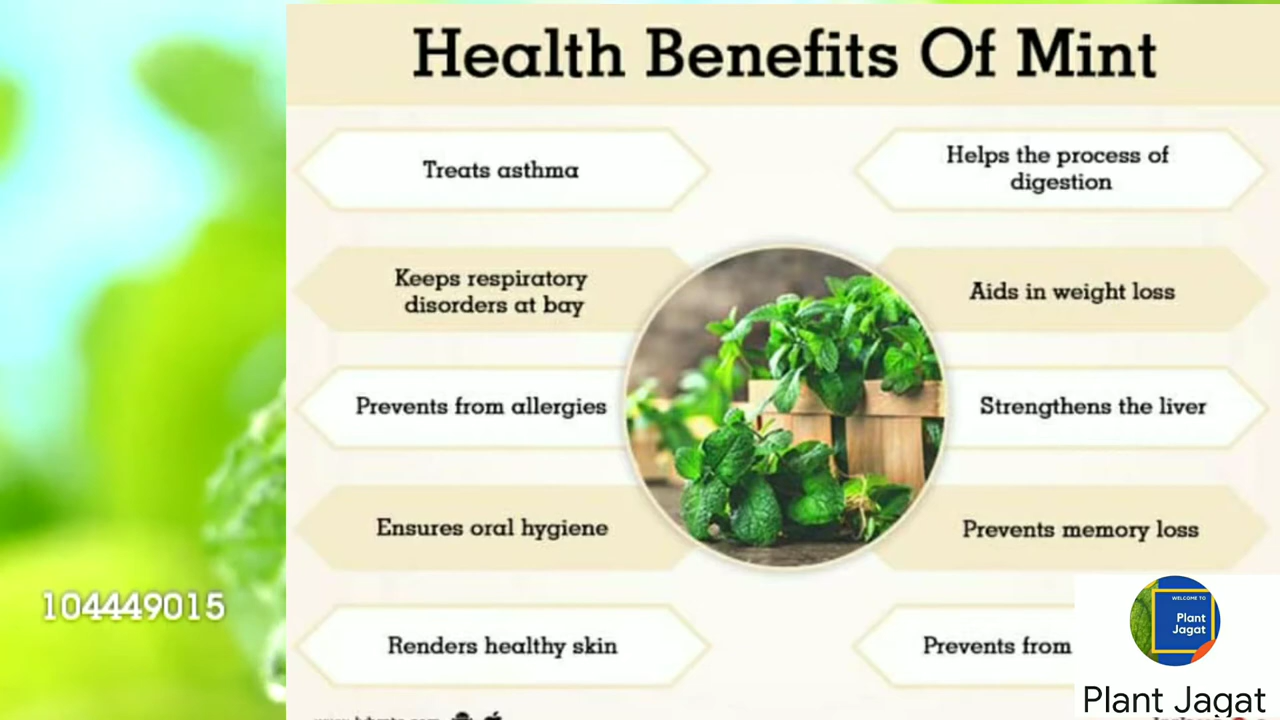 Health Benefits Of Mint
Treats asthma
Helps the process of
digestion
Keeps respiratory
disorders at bay
Aids in weight loss
Prevents from allergies
Strengthens the liver
Ensures oral hygiene
Prevents memory loss
104449015
Renders healthy skin
Prevents from
WELCOME TO
Plant
Jagat
Plant Jagat